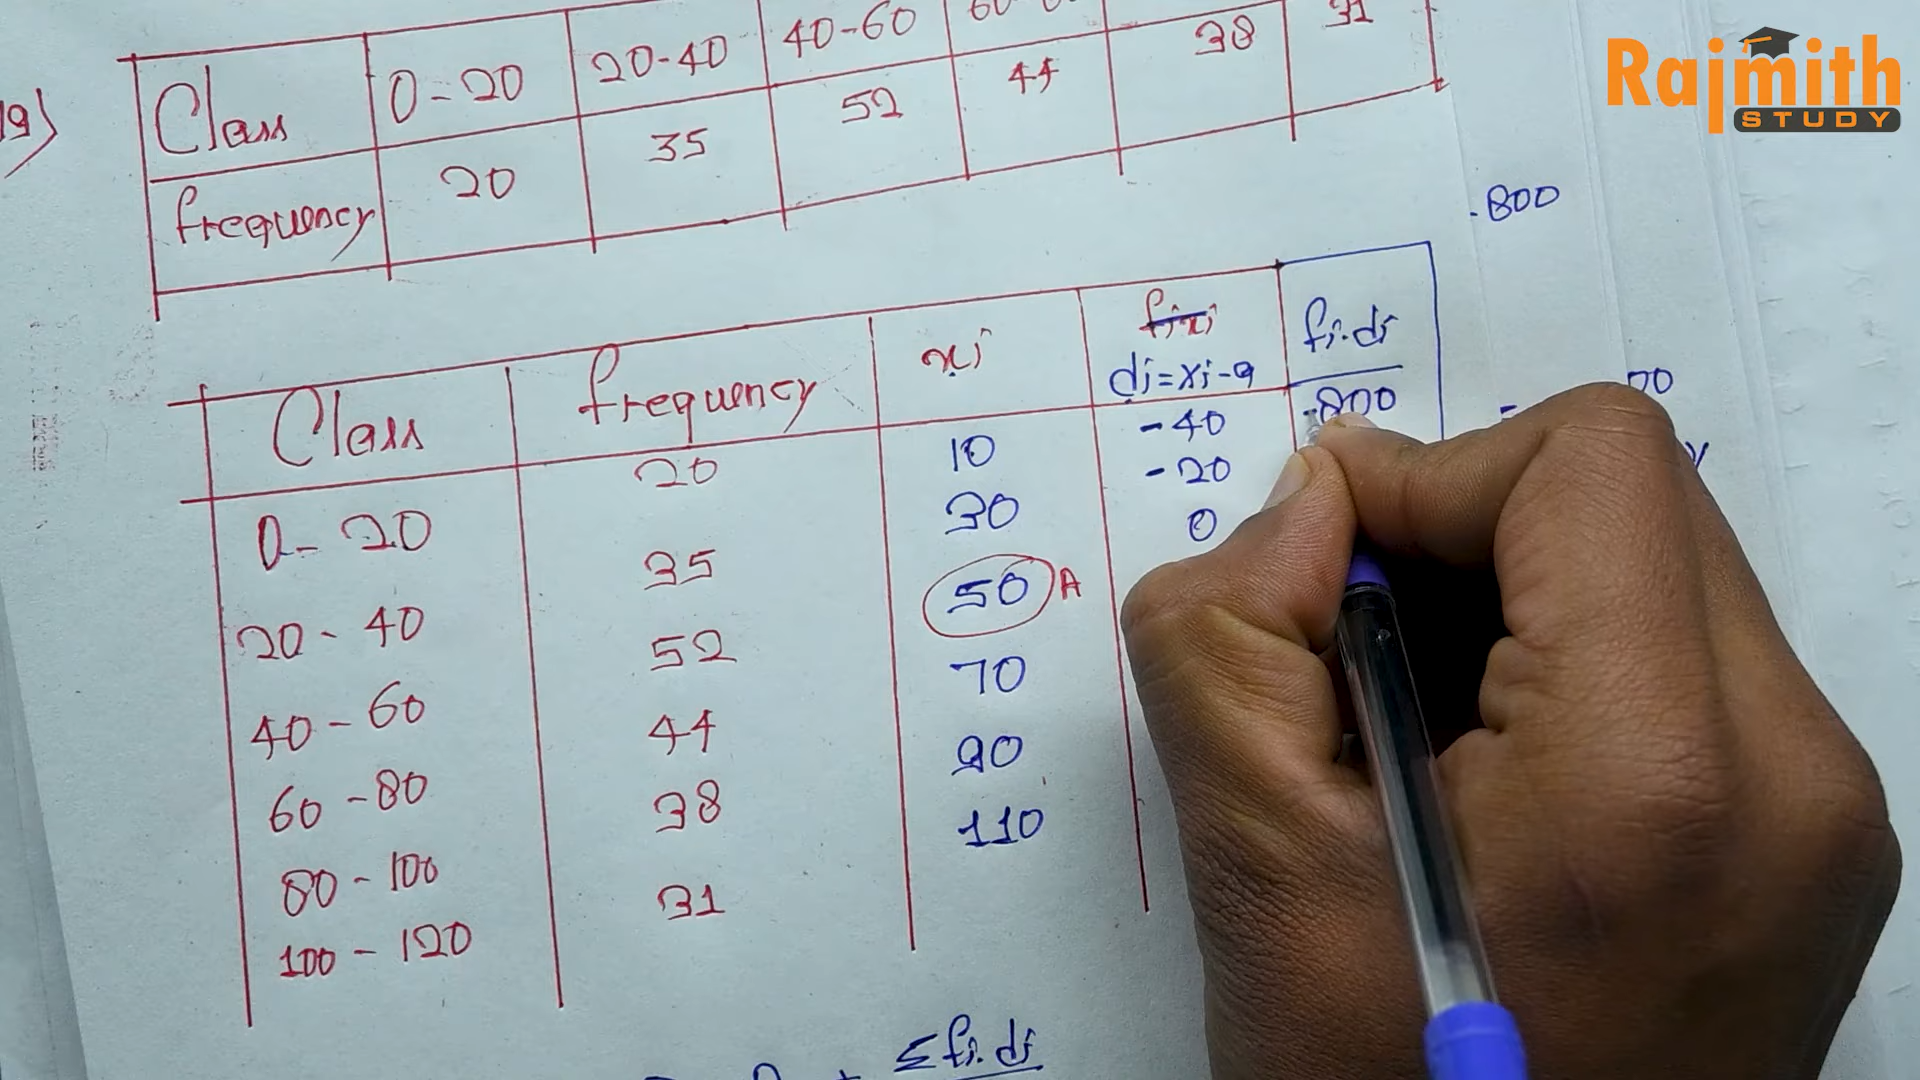 Rajmith
STUDY
19)
Class 0-20 20-40 40-60
frequency 20 35 52 44 38 31
-800
Class frequency xi fixi fi.di
di=xi-a
0-20 20 10 -40 -800
20-40 35 30 -20
40-60 52 50 A 0
60-80 44 70
80-100 38 90
100-120 31 110
Σfi.di